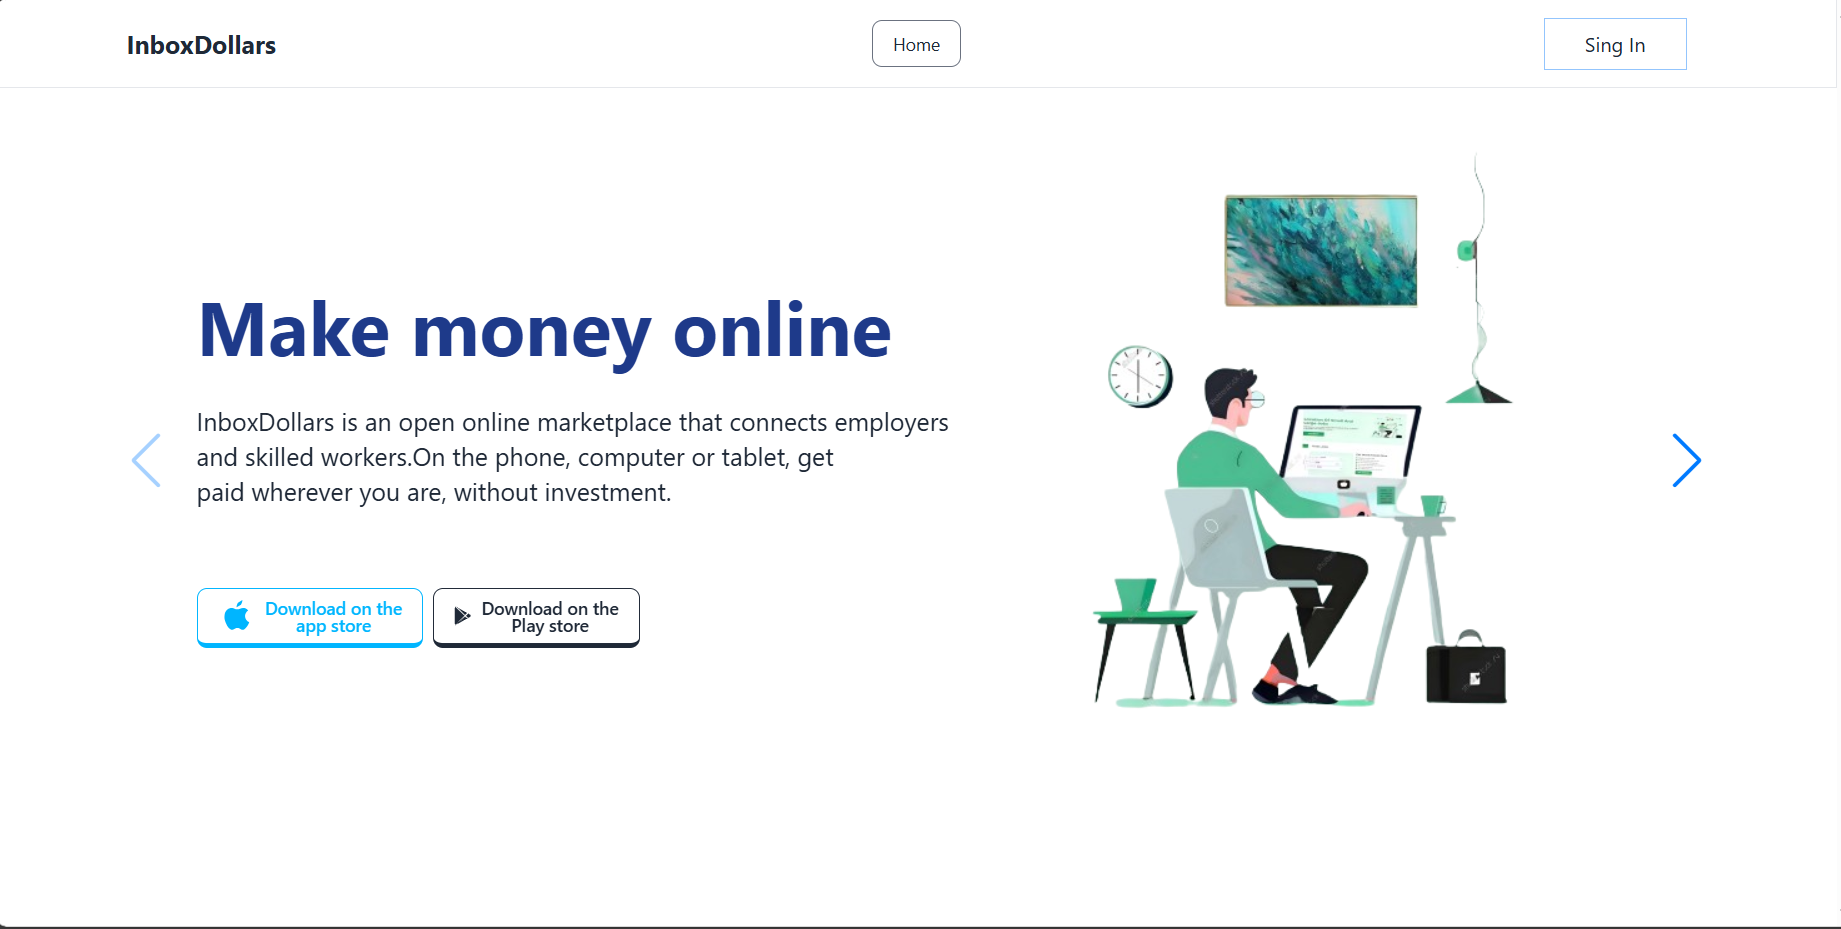 InboxDollars
Home
Sing In
Make money online
InboxDollars is an open online marketplace that connects employers
and skilled workers.On the phone, computer or tablet, get
paid wherever you are, without investment.
Download on the
app store
Download on the
Play store